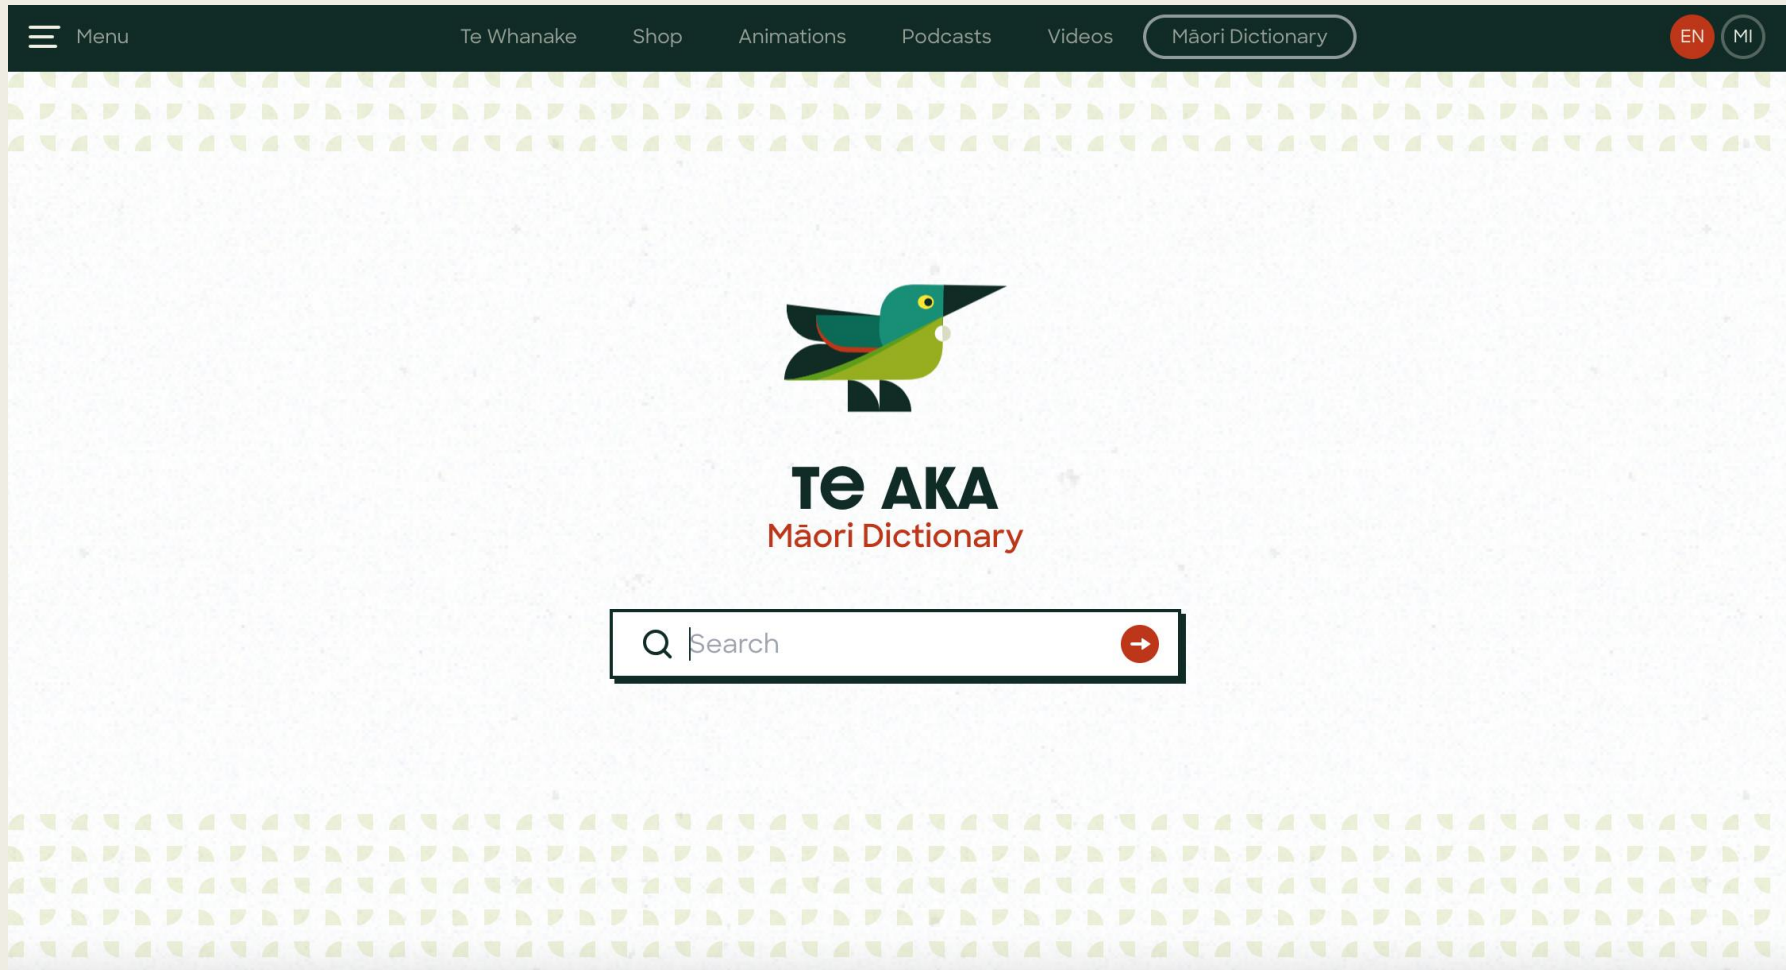 Menu Te Whanake Shop Animations Podcasts Videos Māori Dictionary EN MI
Te AKA
Māori Dictionary
Search